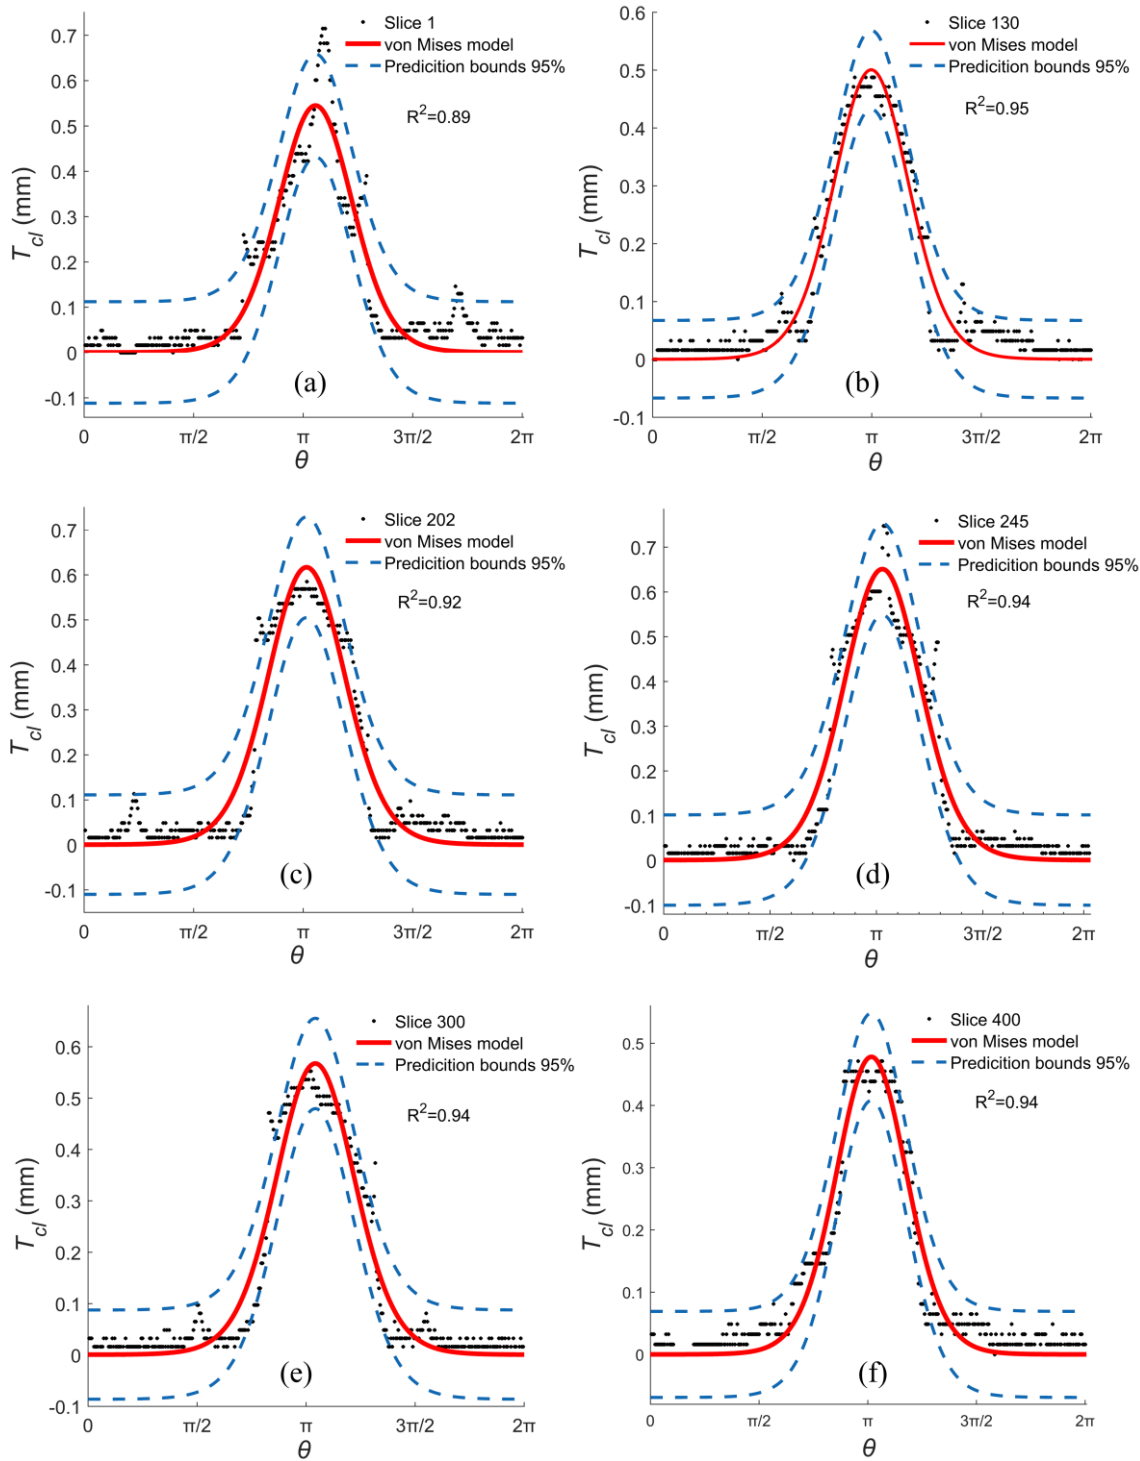 Slice 1
von Mises model
Predicition bounds 95%
R²=0.89
T_cl (mm)
0.7
0.6
0.5
0.4
0.3
0.2
0.1
0
-0.1
(a)
0
π/2
π
3π/2
2π
θ
Slice 130
von Mises model
Predicition bounds 95%
R²=0.95
T_cl (mm)
0.6
0.5
0.4
0.3
0.2
0.1
0
-0.1
(b)
0
π/2
π
3π/2
2π
θ
Slice 202
von Mises model
Predicition bounds 95%
R²=0.92
T_cl (mm)
0.7
0.6
0.5
0.4
0.3
0.2
0.1
0
-0.1
(c)
0
π/2
π
3π/2
2π
θ
Slice 245
von Mises model
Predicition bounds 95%
R²=0.94
T_cl (mm)
0.7
0.6
0.5
0.4
0.3
0.2
0.1
0
-0.1
(d)
0
π/2
π
3π/2
2π
θ
Slice 300
von Mises model
Predicition bounds 95%
R²=0.94
T_cl (mm)
0.6
0.5
0.4
0.3
0.2
0.1
0
-0.1
(e)
0
π/2
π
3π/2
2π
θ
Slice 400
von Mises model
Predicition bounds 95%
R²=0.94
T_cl (mm)
0.5
0.4
0.3
0.2
0.1
0
(f)
0
π/2
π
3π/2
2π
θ